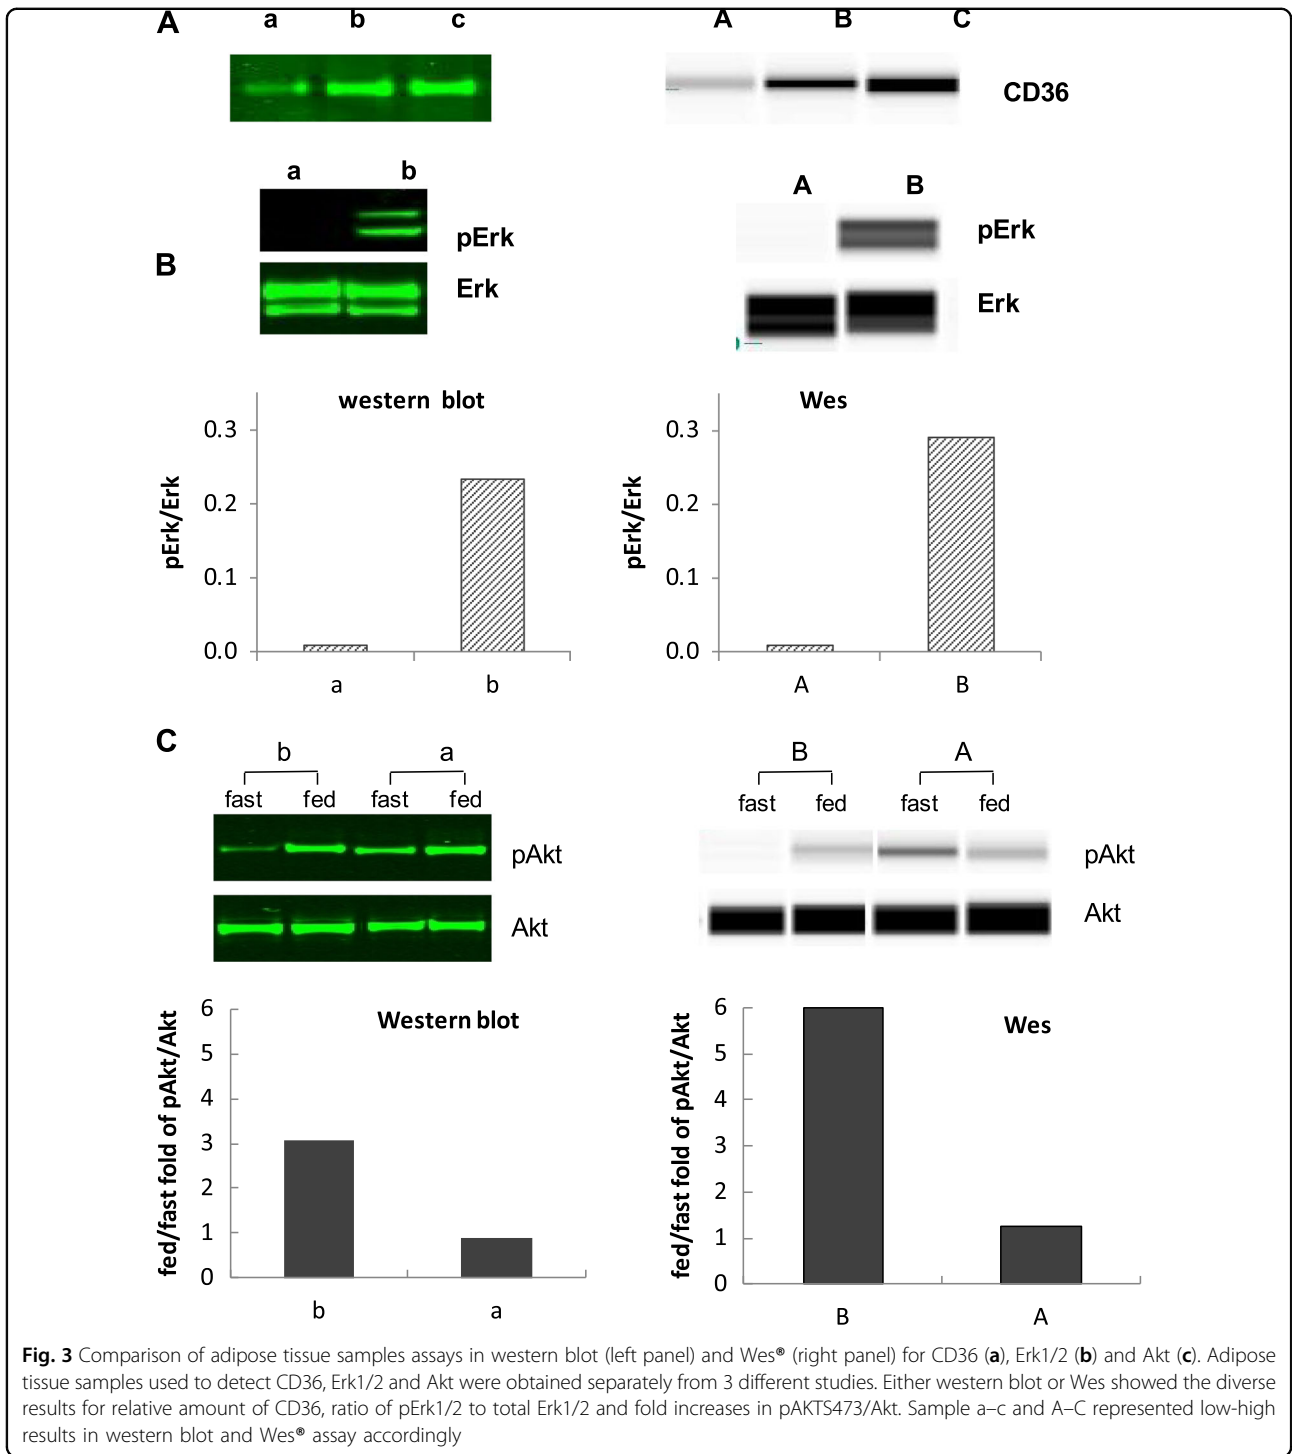 A a b c A B C
CD36
a b A B
pErk pErk
B
Erk Erk
western blot Wes
0.3 0.3
0.2 0.2
0.1 0.1
0.0 0.0
pErk/Erk pErk/Erk
a b A B
C
b a B A
fast fed fast fed fast fed fast fed
pAkt pAkt
Akt Akt
Western blot Wes
6 6
5 5
4 4
3 3
2 2
1 1
0 0
fed/fast fold of pAkt/Akt fed/fast fold of pAkt/Akt
b a B A
Fig. 3 Comparison of adipose tissue samples assays in western blot (left panel) and Wes® (right panel) for CD36 (a), Erk1/2 (b) and Akt (c). Adipose
tissue samples used to detect CD36, Erk1/2 and Akt were obtained separately from 3 different studies. Either western blot or Wes showed the diverse
results for relative amount of CD36, ratio of pErk1/2 to total Erk1/2 and fold increases in pAKTS473/Akt. Sample a–c and A–C represented low-high
results in western blot and Wes® assay accordingly